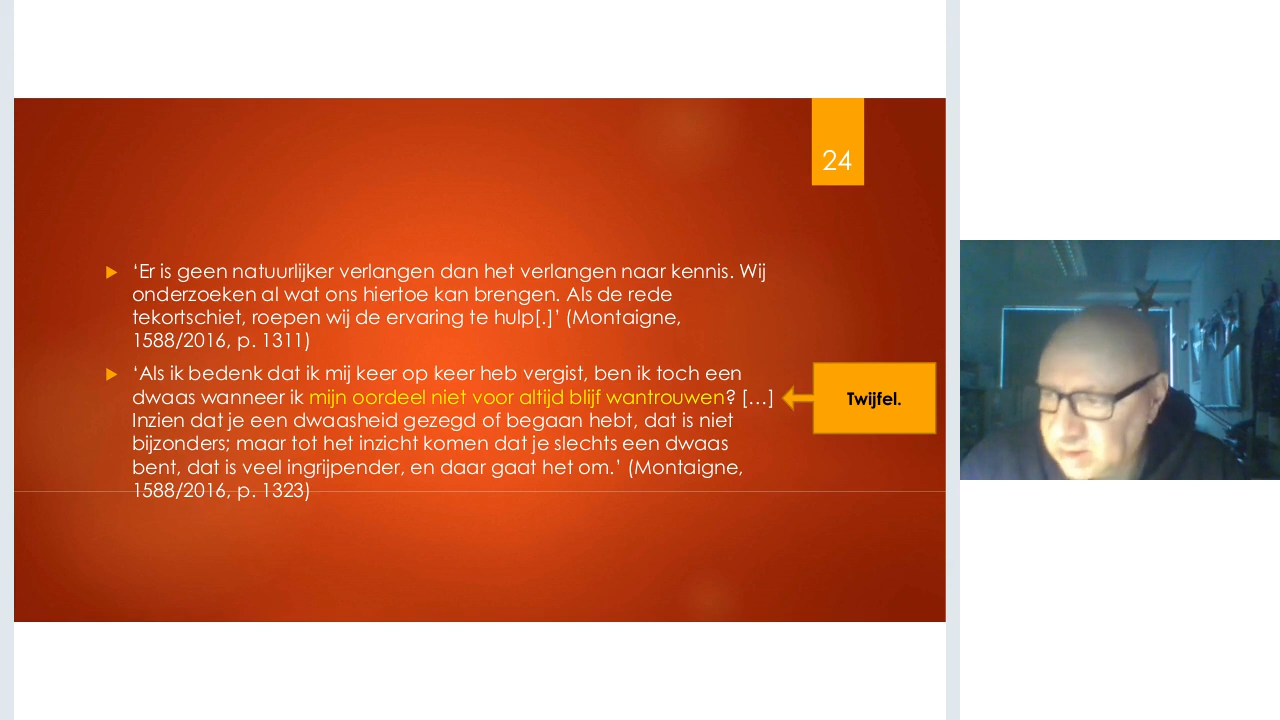 24
‘Er is geen natuurlijker verlangen dan het verlangen naar kennis. Wij
onderzoeken al wat ons hiertoe kan brengen. Als de rede
tekortschiet, roepen wij de ervaring te hulp[.]’ (Montaigne,
1588/2016, p. 1311)
‘Als ik bedenk dat ik mij keer op keer heb vergist, ben ik toch een
dwaas wanneer ik mijn oordeel niet voor altijd blijf wantrouwen? […]
Inzien dat je een dwaasheid gezegd of begaan hebt, dat is niet
bijzonders; maar tot het inzicht komen dat je slechts een dwaas
bent, dat is veel ingrijpender, en daar gaat het om.’ (Montaigne,
1588/2016, p. 1323)
Twijfel.